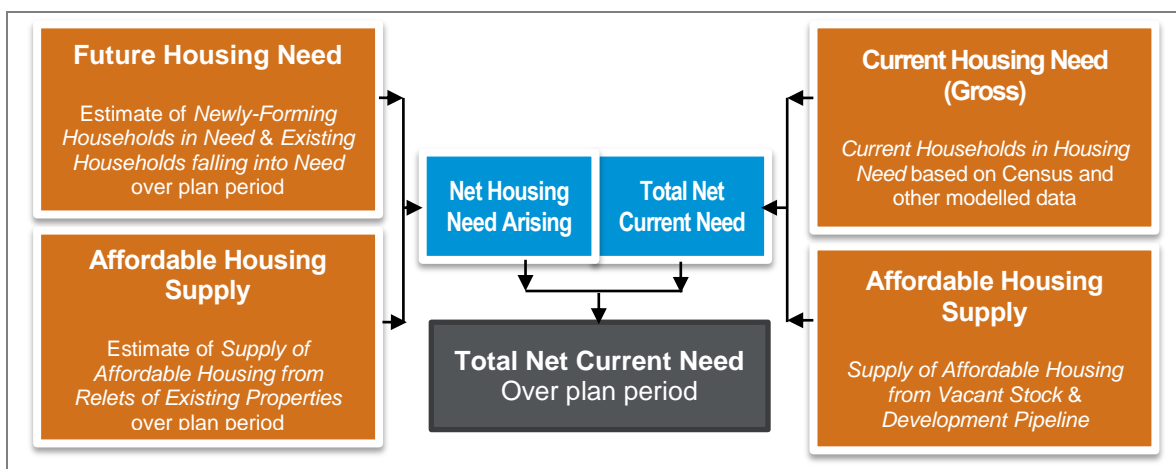 Future Housing Need
Estimate of Newly-Forming
Households in Need & Existing
Households falling into Need
over plan period
Affordable Housing
Supply
Estimate of Supply of
Affordable Housing from
Relets of Existing Properties
over plan period
Net Housing
Need Arising
Total Net
Current Need
Total Net Current Need
Over plan period
Current Housing Need
(Gross)
Current Households in Housing
Need based on Census and
other modelled data
Affordable Housing
Supply
Supply of Affordable Housing
from Vacant Stock &
Development Pipeline